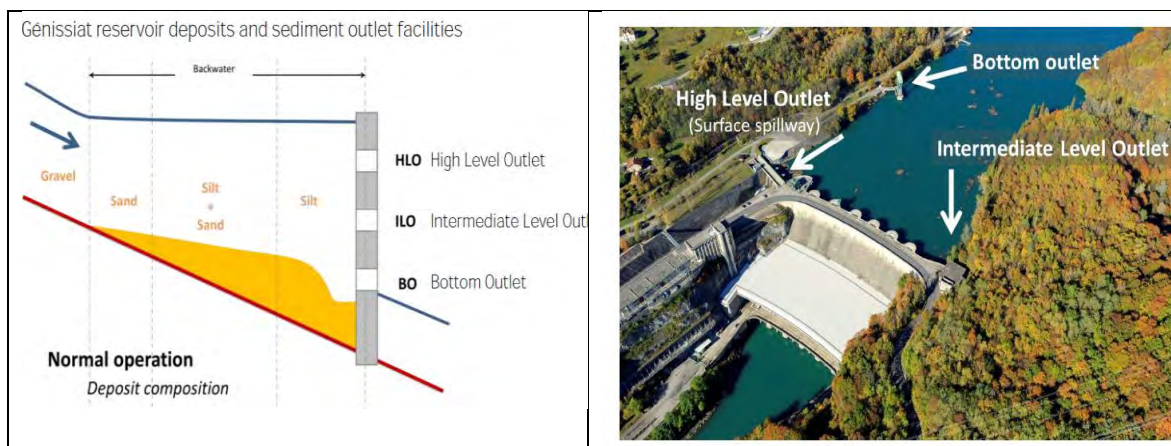 Génissiat reservoir deposits and sediment outlet facilities
Backwater
HLO High Level Outlet
Gravel
Sand
Silt
+
Sand
Silt
ILO Intermediate Level Outl
BO Bottom Outlet
Normal operation
Deposit composition
Bottom outlet
High Level Outlet
(Surface spillway)
Intermediate Level Outlet